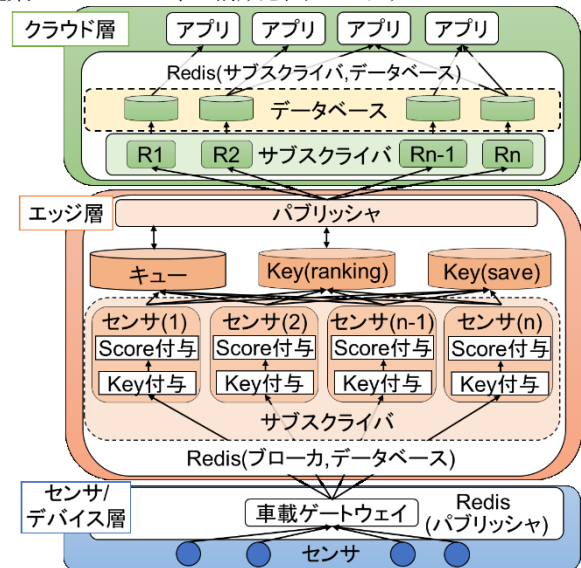 クラウド層
アプリ アプリ アプリ アプリ
Redis(サブスクライバ,データベース)
データベース
R1 R2 サブスクライバ Rn-1 Rn
エッジ層
パブリッシャ
キュー Key(ranking) Key(save)
センサ(1) センサ(2) センサ(n-1) センサ(n)
Score付与 Score付与 Score付与 Score付与
Key付与 Key付与 Key付与 Key付与
サブスクライバ
Redis(ブローカ,データベース)
センサ/
デバイス層
車載ゲートウェイ
Redis
(パブリッシャ)
センサ